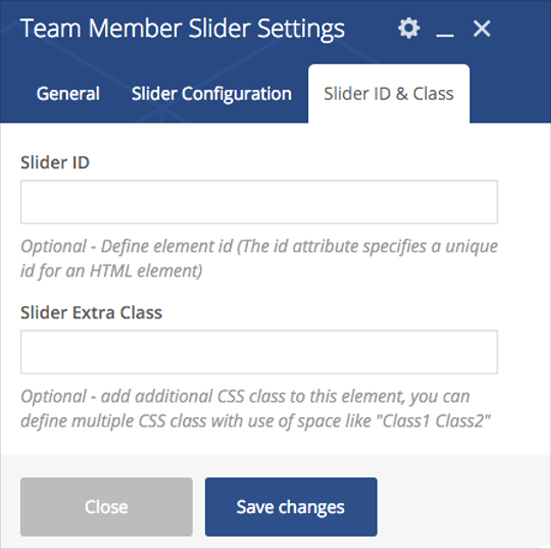 Team Member Slider Settings
General Slider Configuration Slider ID & Class
Slider ID
Optional - Define element id (The id attribute specifies a unique
id for an HTML element)
Slider Extra Class
Optional - add additional CSS class to this element, you can
define multiple CSS class with use of space like "Class1 Class2"
Close Save changes